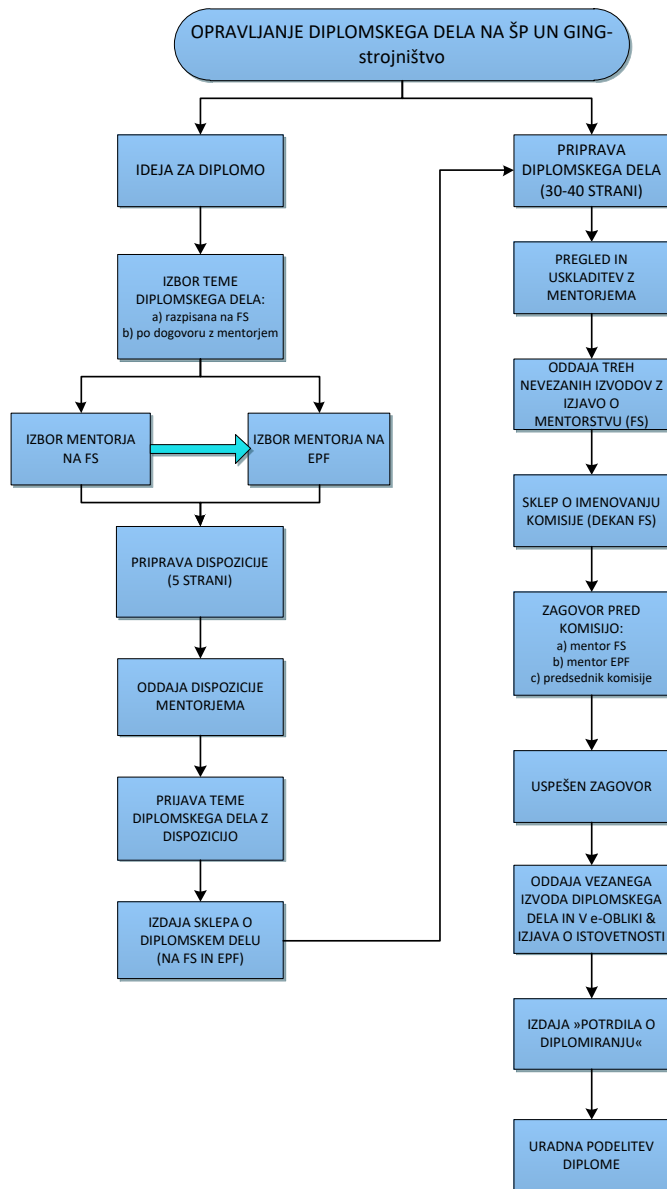 OPRAVLJANJE DIPLOMSKEGA DELA NA ŠP UN GING-
strojništvo
IDEJA ZA DIPLOMO
IZBOR TEME
DIPLOMSKEGA DELA:
a) razpisana na FS
b) po dogovoru z mentorjem
IZBOR MENTORJA
NA FS
IZBOR MENTORJA NA
EPF
PRIPRAVA DISPOZICIJE
(5 STRANI)
ODDAJA DISPOZICIJE
MENTORJEMA
PRIJAVA TEME
DIPLOMSKEGA DELA Z
DISPOZICIJO
IZDAJA SKLEPA O
DIPLOMSKEM DELU
(NA FS IN EPF)
PRIPRAVA
DIPLOMSKEGA DELA
(30-40 STRANI)
PREGLED IN
USKLADITEV Z
MENTORJEMA
ODDAJA TREH
NEVEZANIH IZVODOV Z
IZJAVO O
MENTORSTVU (FS)
SKLEP O IMENOVANJU
KOMISIJE (DEKAN FS)
ZAGOVOR PRED
KOMISIJO:
a) mentor FS
b) mentor EPF
c) predsednik komisije
USPEŠEN ZAGOVOR
ODDAJA VEZANEGA
IZVODA DIPLOMSKEGA
DELA IN V e-OBLIKI &
IZJAVA O ISTOVETNOSTI
IZDAJA »POTRDILA O
DIPLOMIRANJU«
URADNA PODELITEV
DIPLOME